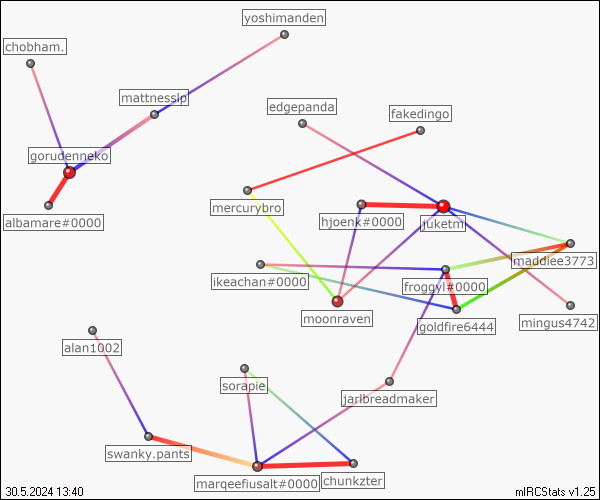 yoshimanden
chobham.
mattnesslp
edgepanda
fakedingo
gorudenneko
albamare#0000
mercurybro
hjoenk#0000
juketm
maddiee3773
ikeachan#0000
froggyl#0000
moonraven
goldfire6444
mingus4742
alan1002
sorapie
jarlbreadmaker
swanky.pants
marqeefiusalt#0000
chunkzter
30.5.2024 13:40
mIRCStats v1.25